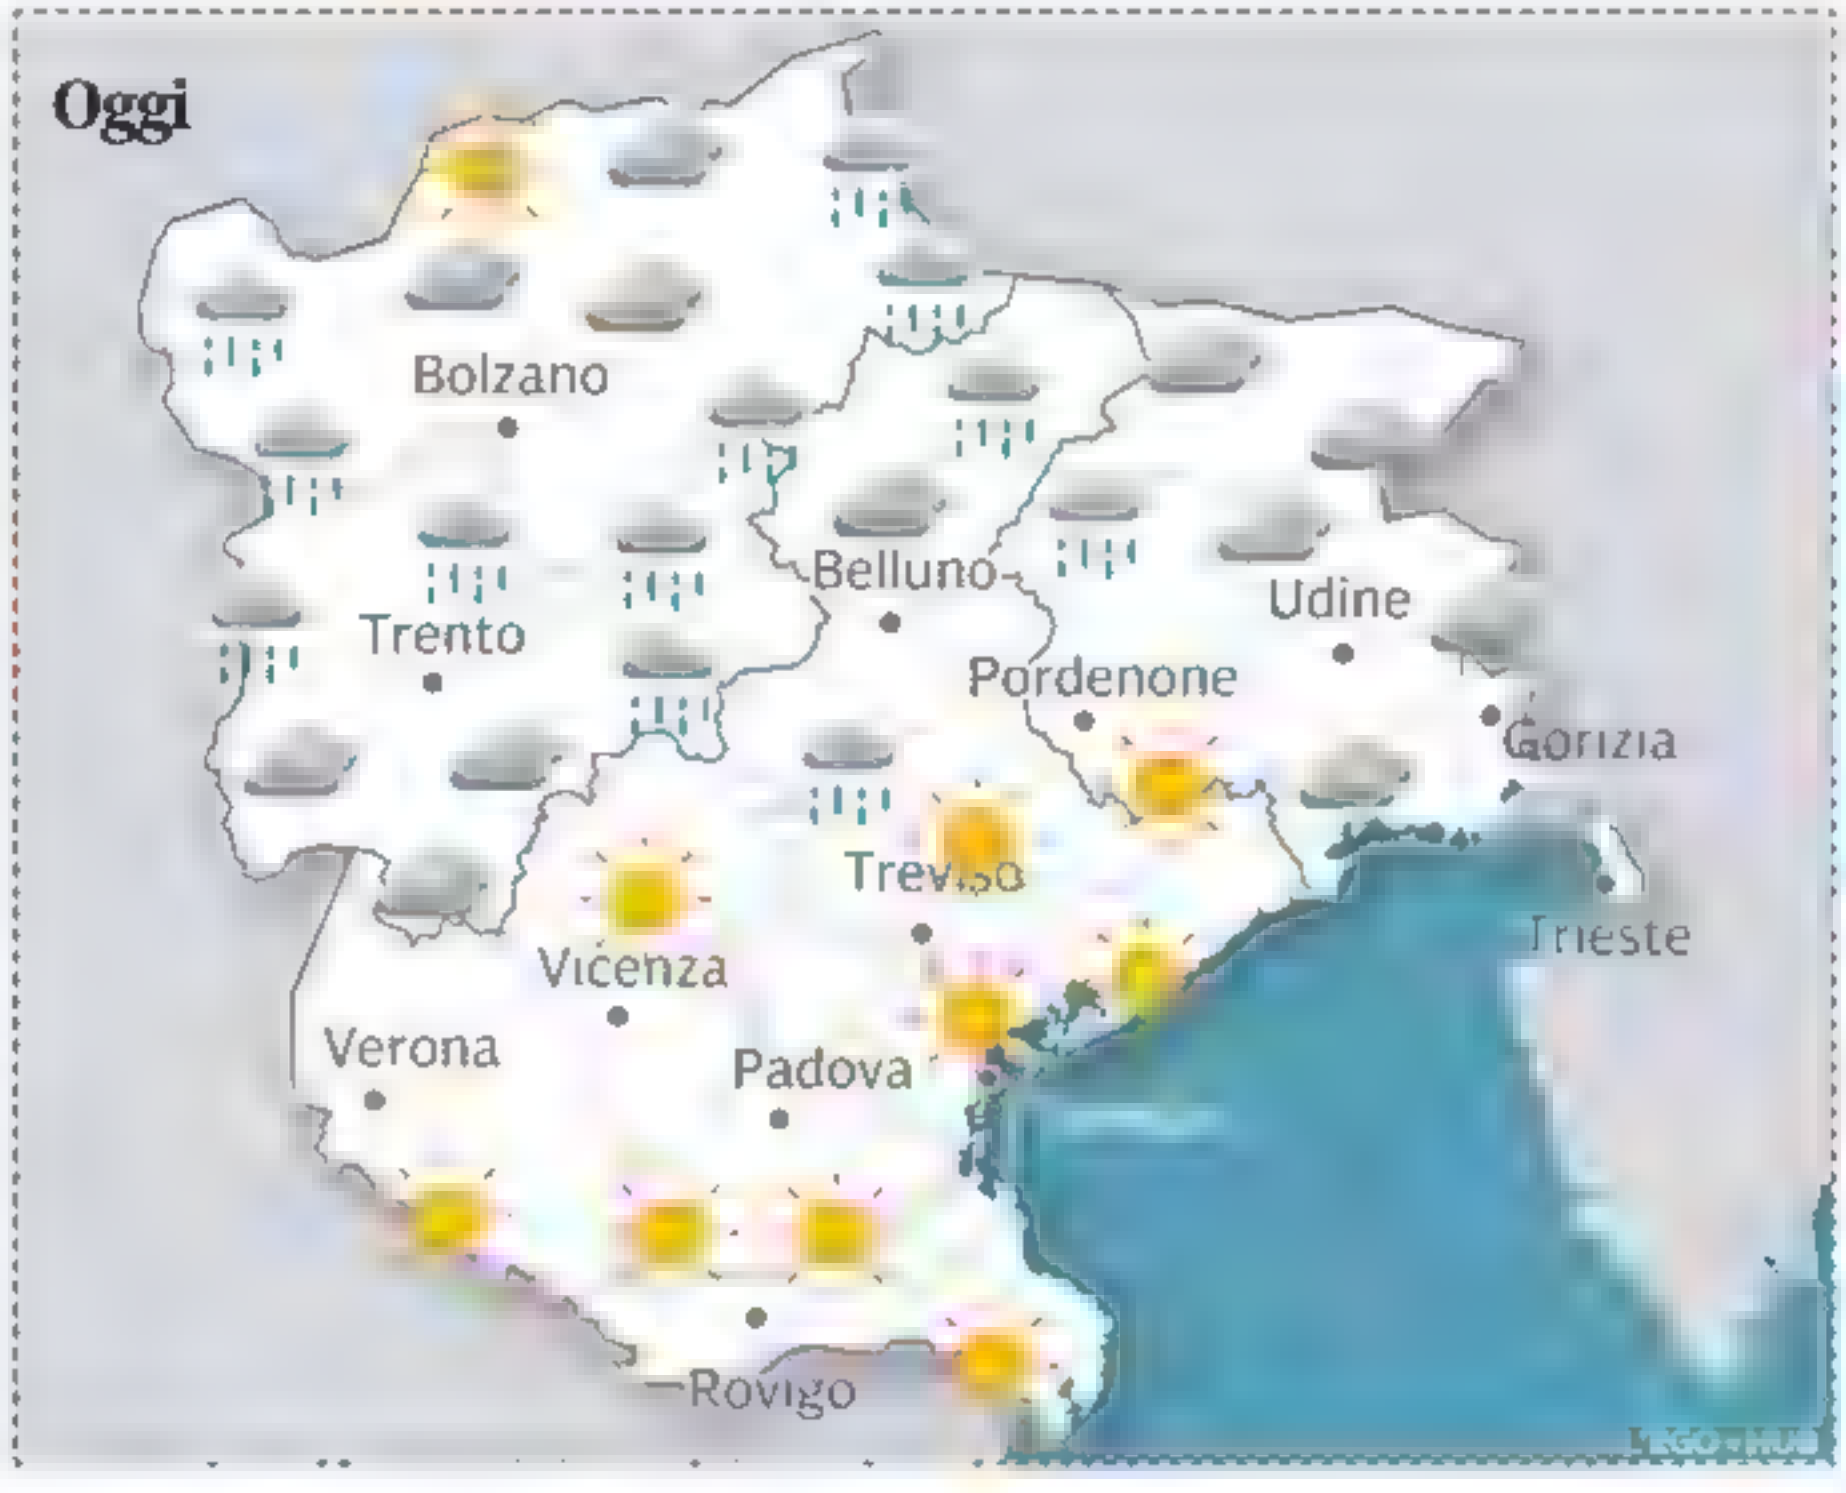 Oggi
Bolzano
Belluno
Udine
Trento
Pordenone
Gorizia
Treviso
Trieste
Vicenza
Verona
Padova
Rovigo